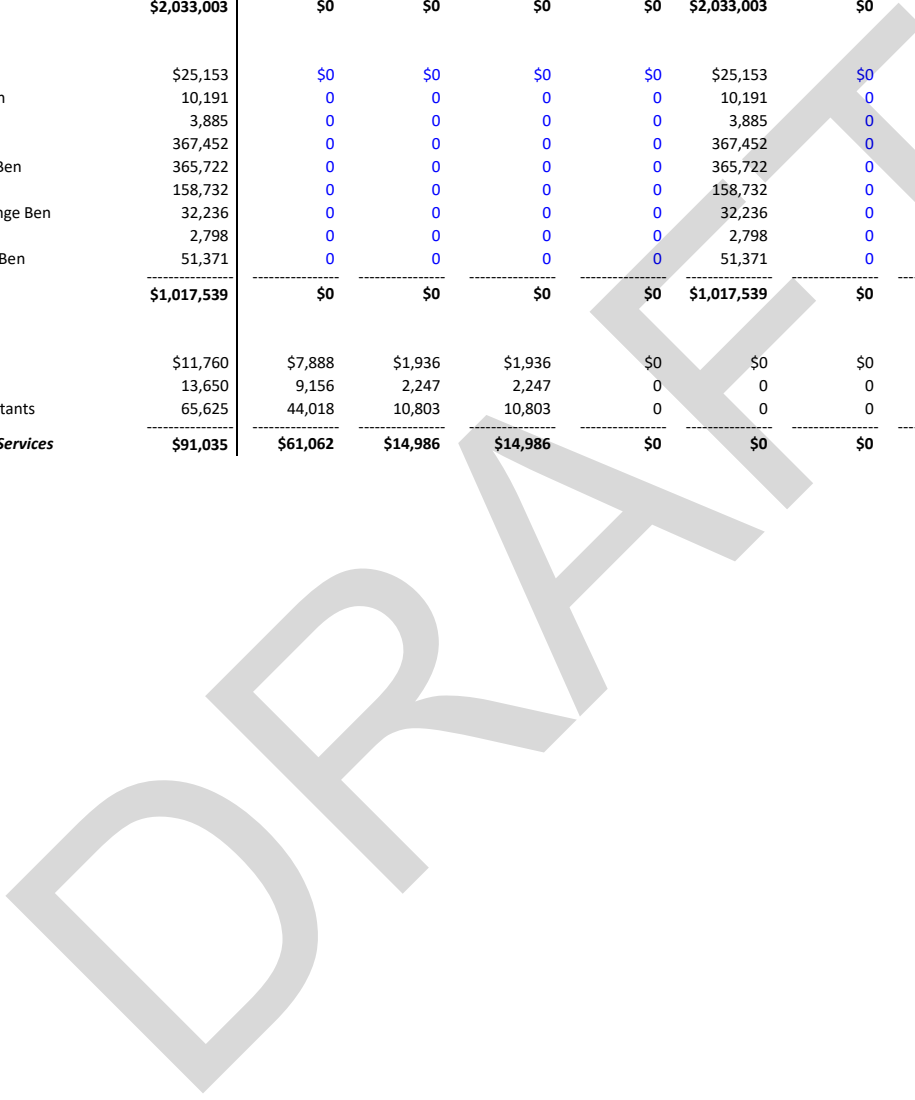 $2,033,003 $0 $0 $0 $0 $2,033,003 $0
$25,153 $0 $0 $0 $0 $25,153 $0
n 10,191 0 0 0 0 10,191 0
3,885 0 0 0 0 3,885 0
367,452 0 0 0 0 367,452 0
Ben 365,722 0 0 0 0 365,722 0
158,732 0 0 0 0 158,732 0
nge Ben 32,236 0 0 0 0 32,236 0
2,798 0 0 0 0 2,798 0
Ben 51,371 0 0 0 0 51,371 0
$1,017,539 $0 $0 $0 $0 $1,017,539 $0
$11,760 $7,888 $1,936 $1,936 $0 $0 $0
13,650 9,156 2,247 2,247 0 0 0
tants 65,625 44,018 10,803 10,803 0 0 0
Services $91,035 $61,062 $14,986 $14,986 $0 $0 $0
DRAFT